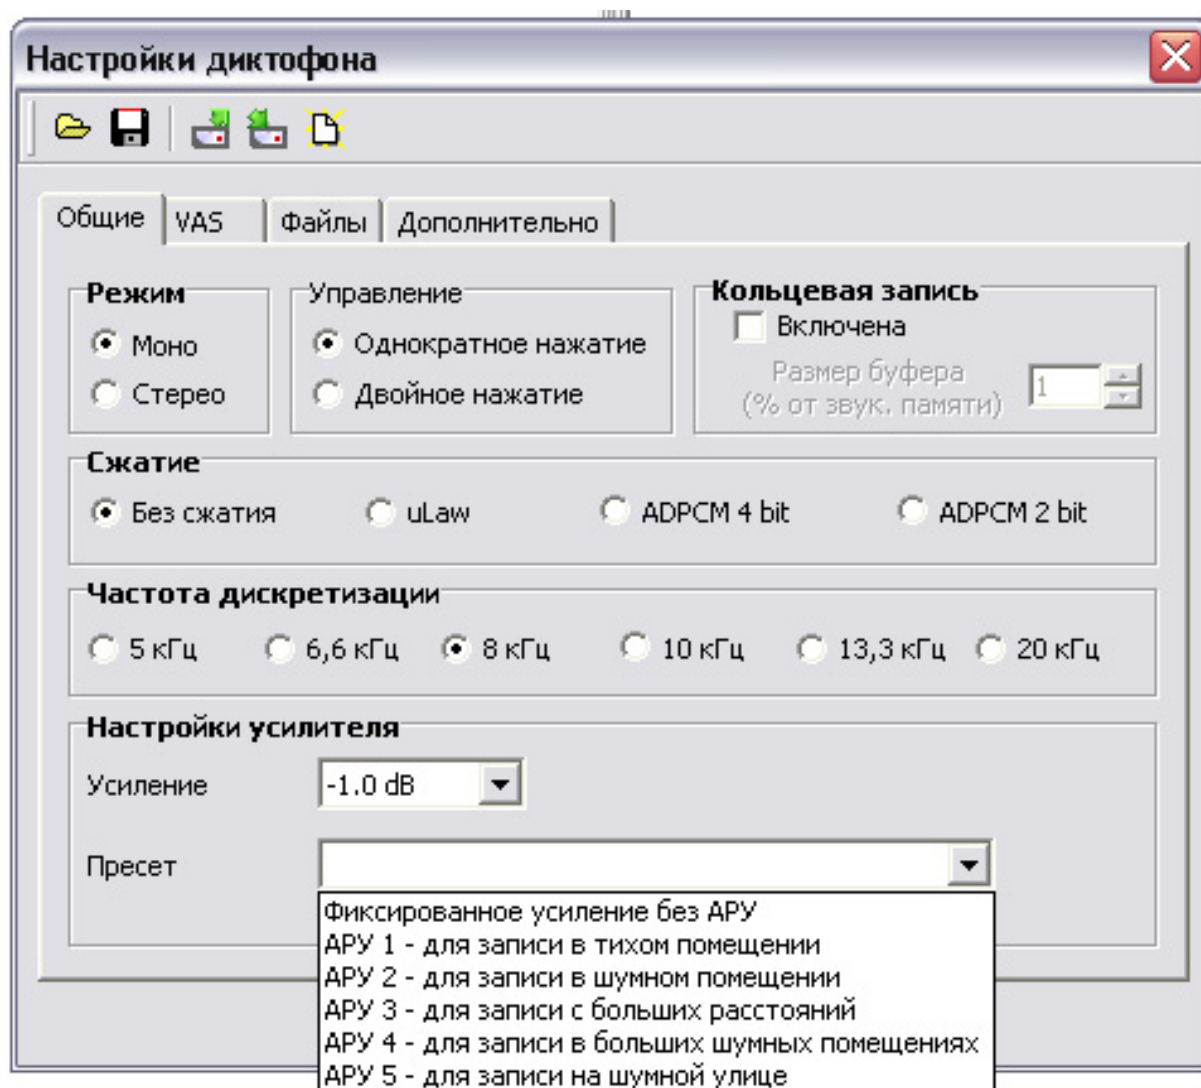 Настройки диктофона
Общие VAS Файлы Дополнительно
Режим Управление Кольцевая запись
Включена
Моно Однократное нажатие
Размер буфера
(% от звук. памяти) 1
Стерео Двойное нажатие
Сжатие
Без сжатия uLaw ADPCM 4 bit ADPCM 2 bit
Частота дискретизации
5 кГц 6,6 кГц 8 кГц 10 кГц 13,3 кГц 20 кГц
Настройки усилителя
Усиление -1.0 dB
Пресет
Фиксированное усиление без АРУ
АРУ 1 - для записи в тихом помещении
АРУ 2 - для записи в шумном помещении
АРУ 3 - для записи с больших расстояний
АРУ 4 - для записи в больших шумных помещениях
АРУ 5 - для записи на шумной улице